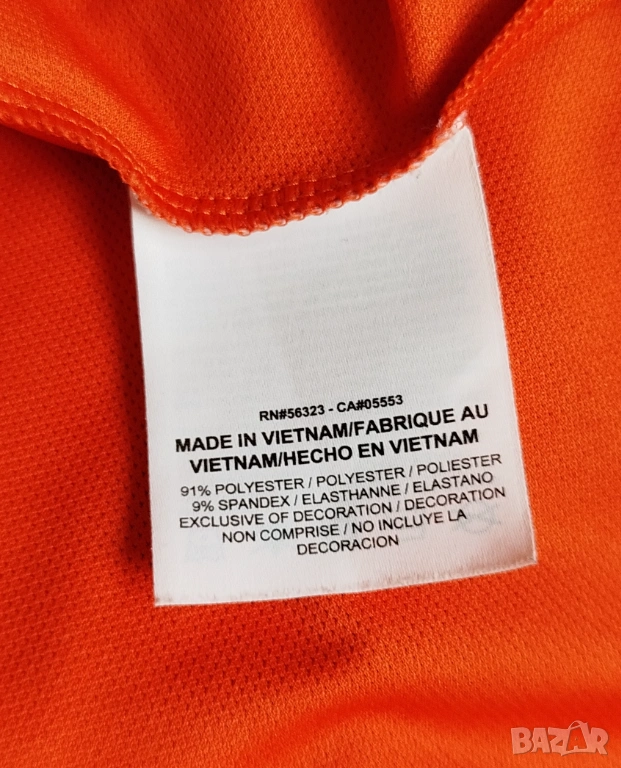 RN#56323 - CA#05553
MADE IN VIETNAM/FABRIQUE AU
VIETNAM/HECHO EN VIETNAM
91% POLYESTER / POLYESTER / POLIESTER
9% SPANDEX / ELASTHANNE / ELASTANO
EXCLUSIVE OF DECORATION / DECORATION
NON COMPRISE / NO INCLUYE LA
DECORACION
BAZAR